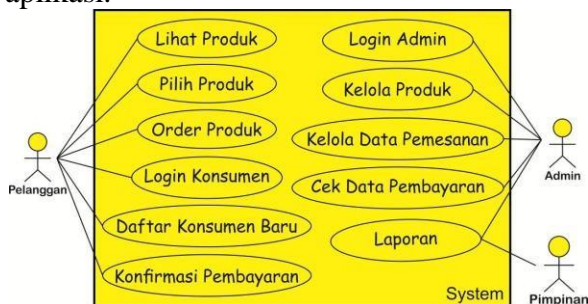 aplikasi.
Lihat Produk
Pilih Produk
Order Produk
Login Konsumen
Daftar Konsumen Baru
Konfirmasi Pembayaran
Login Admin
Kelola Produk
Kelola Data Pemesanan
Cek Data Pembayaran
Laporan
System
Pelanggan
Admin
Pimpinan